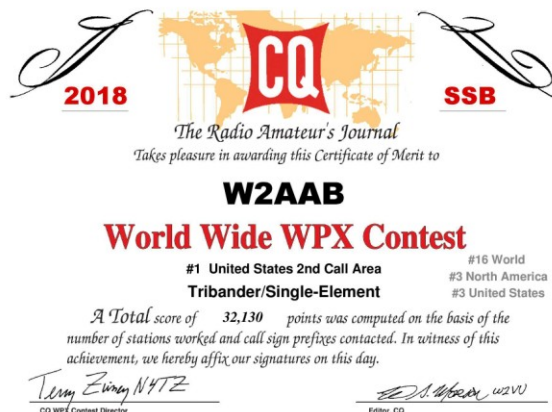 CQ
2018
SSB
The Radio Amateur's Journal
Takes pleasure in awarding this Certificate of Merit to
W2AAB
World Wide WPX Contest
#1 United States 2nd Call Area
Tribander/Single-Element
#16 World
#3 North America
#3 United States
A Total score of 32,130 points was computed on the basis of the
number of stations worked and call sign prefixes contacted. In witness of this
achievement, we hereby affix our signatures on this day.
Terry Zivney N4TZ
W2VU
CQ WPX Contest Director
Editor, CQ